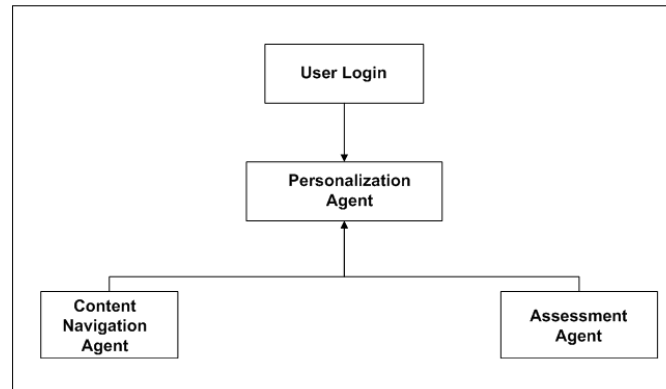 User Login
Personalization
Agent
Content
Navigation
Agent
Assessment
Agent